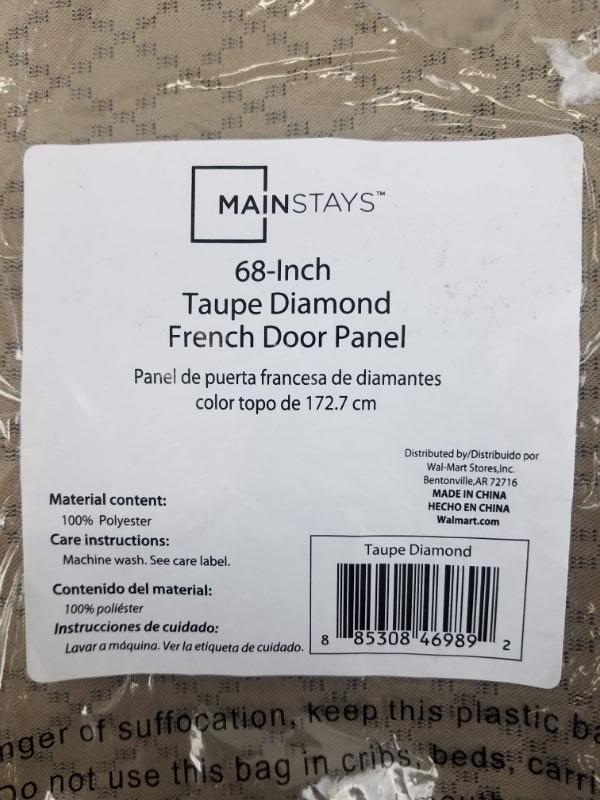 MAINSTAYS™
68-Inch
Taupe Diamond
French Door Panel
Panel de puerta francesa de diamantes
color topo de 172.7 cm
Distributed by/Distribuido por
Wal-Mart Stores,Inc.
Bentonville,AR 72716
MADE IN CHINA
HECHO EN CHINA
Walmart.com
Material content:
100% Polyester
Care instructions:
Machine wash. See care label.
Contenido del material:
100% poliéster
Instrucciones de cuidado:
Lavar a máquina. Ver la etiqueta de cuidado.
Taupe Diamond
8 85308 46989 2
nger of suffocation, keep this plastic ba
Do not use this bag in cribs, beds, carri